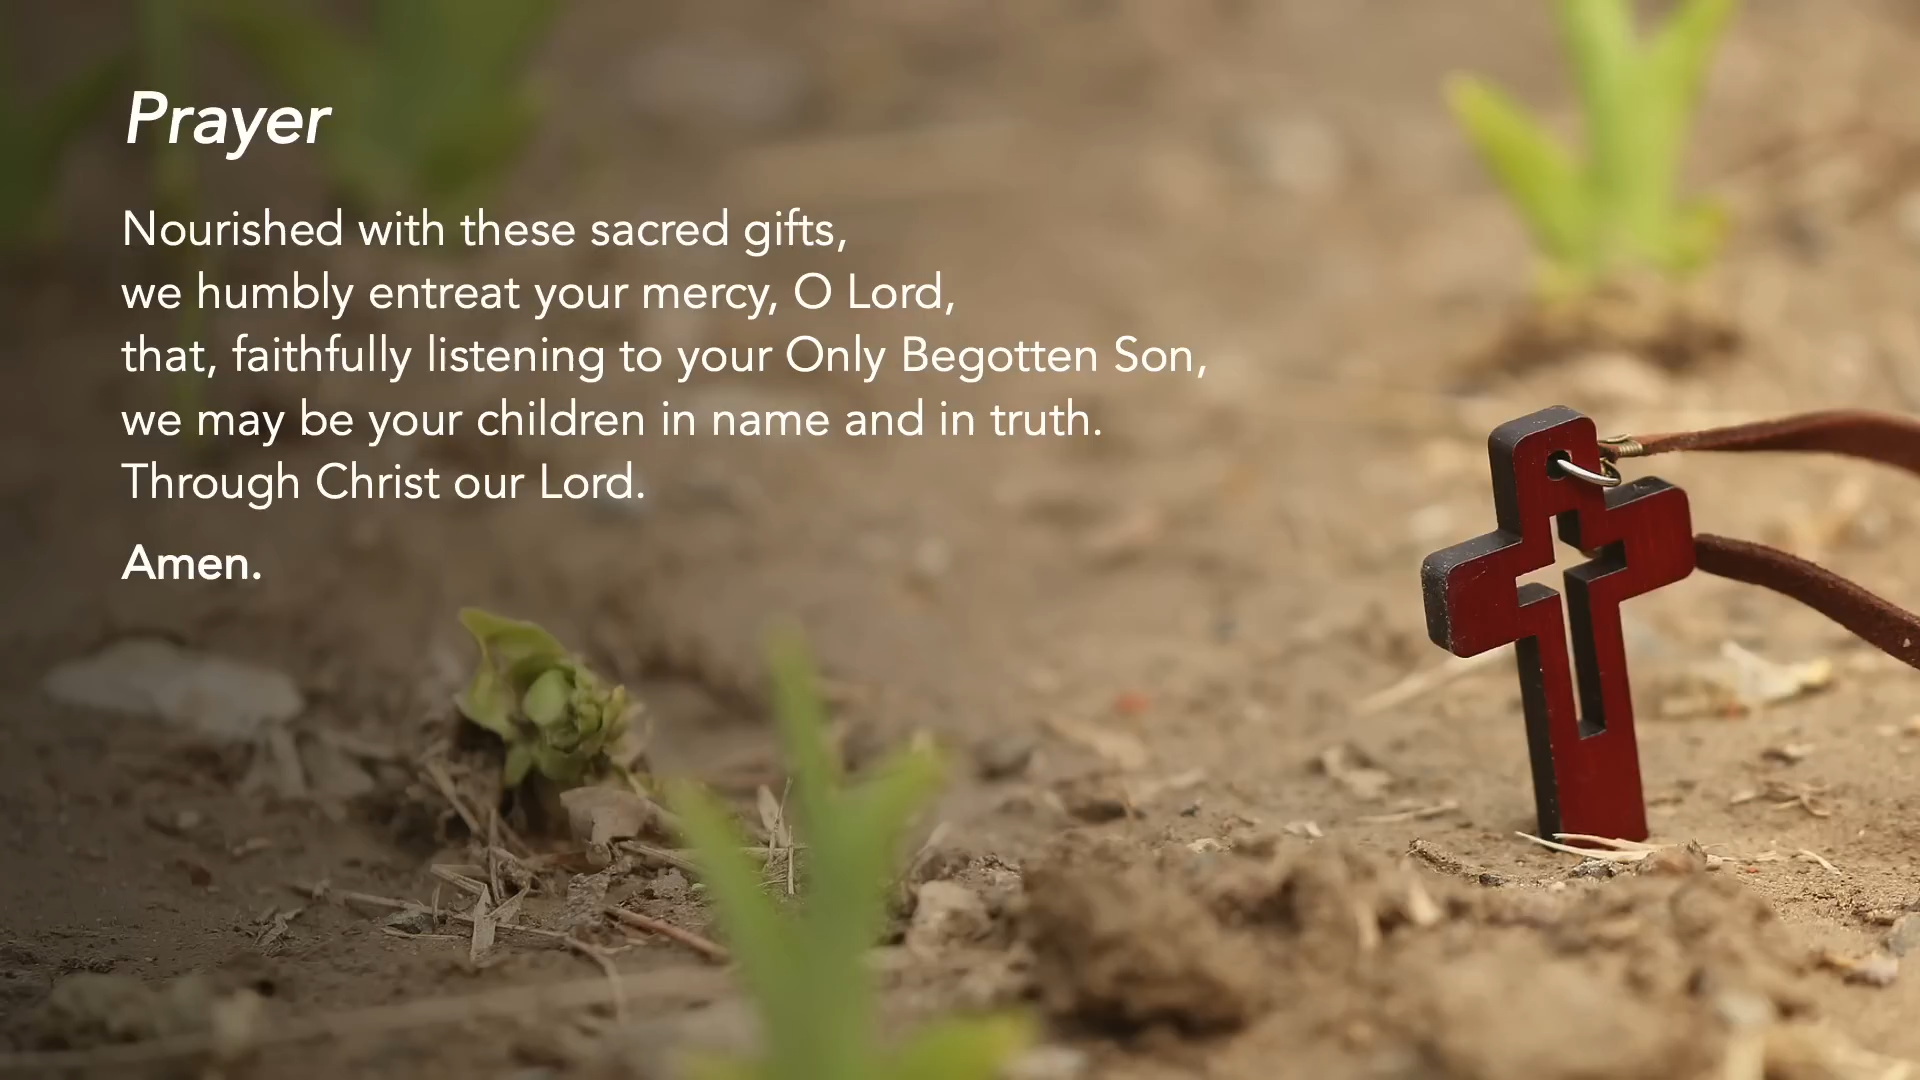 Prayer
Nourished with these sacred gifts,
we humbly entreat your mercy, O Lord,
that, faithfully listening to your Only Begotten Son,
we may be your children in name and in truth.
Through Christ our Lord.
Amen.